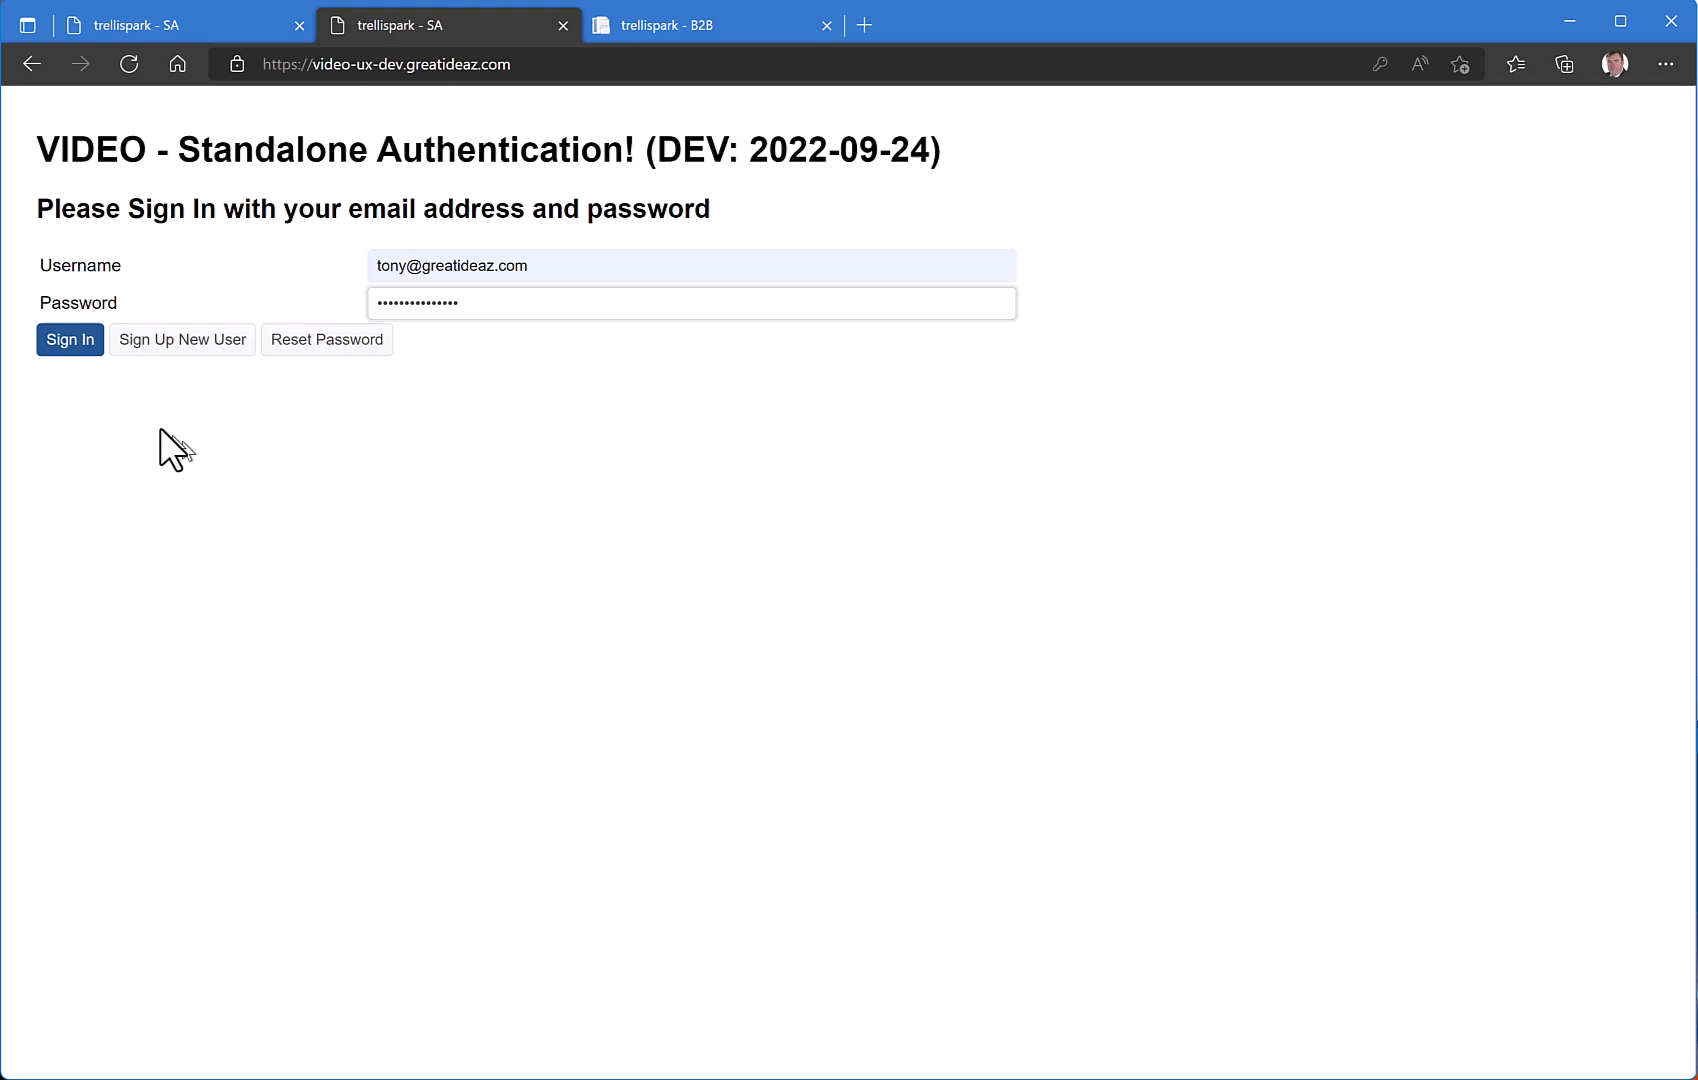 trellispark - SA
trellispark - SA
trellispark - B2B
https://video-ux-dev.greatideaz.com
VIDEO - Standalone Authentication! (DEV: 2022-09-24)
Please Sign In with your email address and password
Username
tony@greatideaz.com
Password
•••••••••••••••
Sign In
Sign Up New User
Reset Password